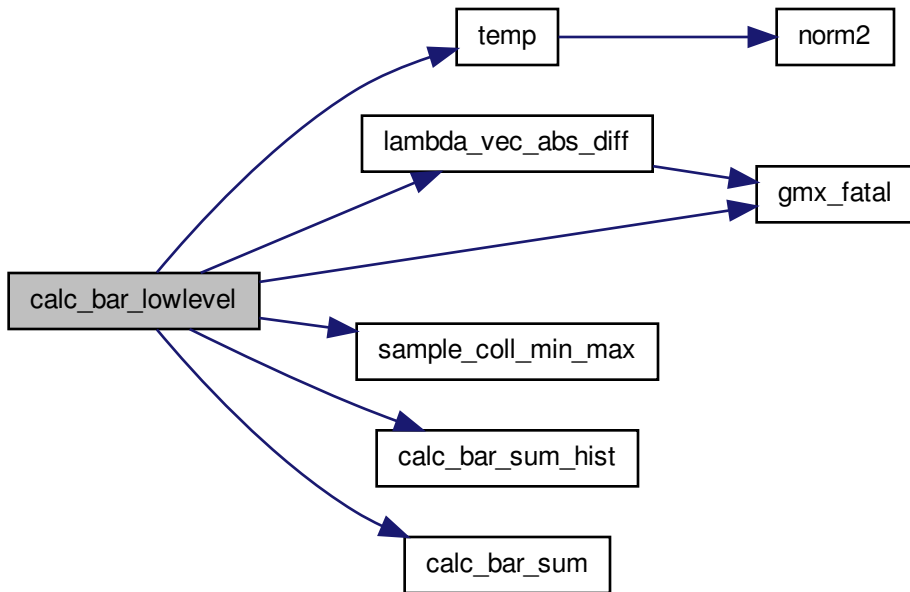 temp
norm2
lambda_vec_abs_diff
gmx_fatal
calc_bar_lowlevel
sample_coll_min_max
calc_bar_sum_hist
calc_bar_sum